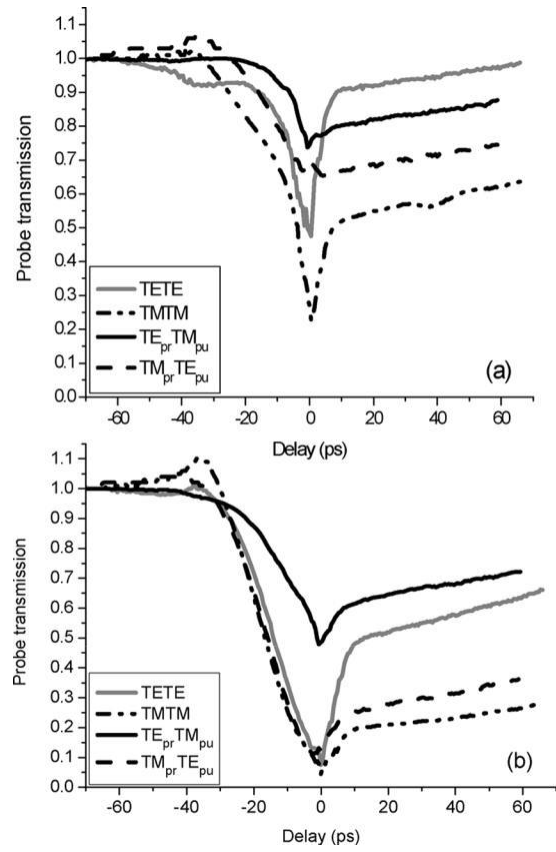 1.1
1.0
0.9
0.8
0.7
0.6
0.5
0.4
0.3
0.2
0.1
0.0
Probe transmission
TETE
TMTM
TEprTMpu
TMprTEpu
(a)
-60 -40 -20 0 20 40 60
Delay (ps)
1.1
1.0
0.9
0.8
0.7
0.6
0.5
0.4
0.3
0.2
0.1
0.0
Probe transmission
TETE
TMTM
TEprTMpu
TMprTEpu
(b)
-60 -40 -20 0 20 40 60
Delay (ps)